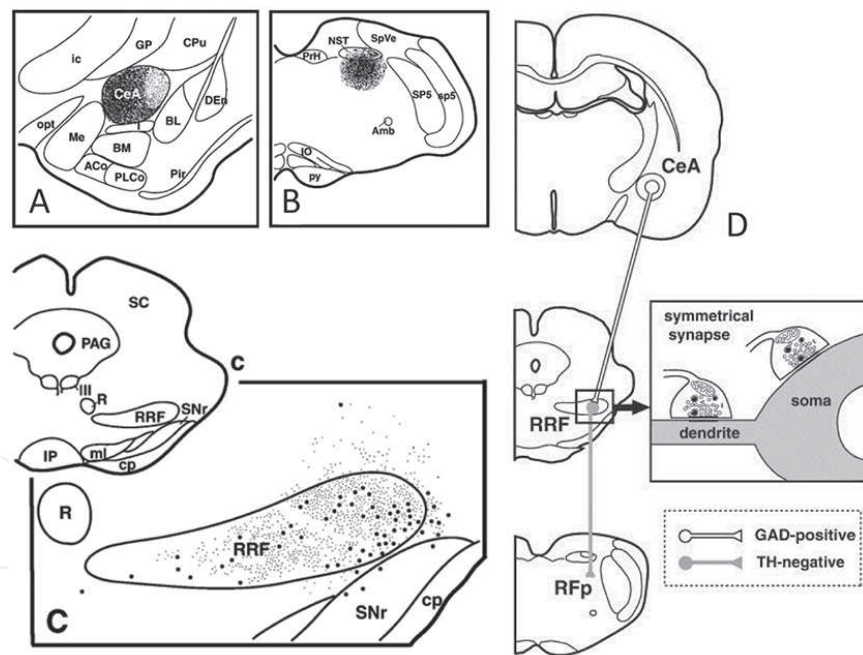 ic
GP
CPu
CeA
DEn
opt
I
BL
Me
BM
ACo
PLCo
Pir
A
NST
SpVe
PrH
SP5
sp5
Amb
IO
py
B
CeA
D
SC
PAG
III
R
RRF
SNr
IP
ml
cp
c
R
RRF
SNr
cp
C
RRF
symmetrical
synapse
soma
dendrite
RFp
GAD-positive
TH-negative